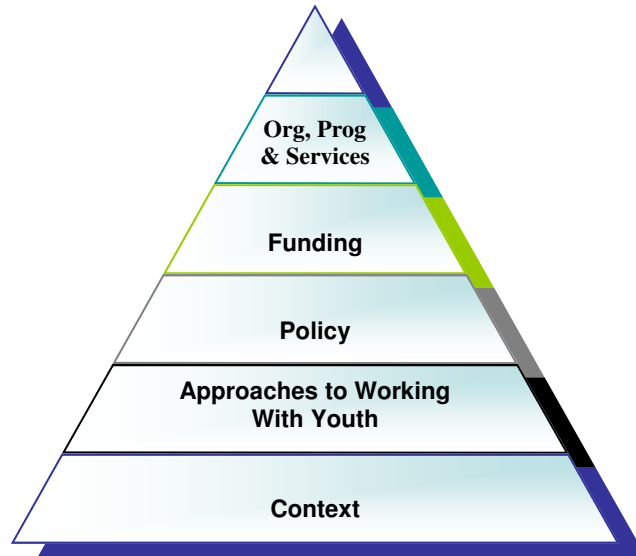 Org, Prog
& Services
Funding
Policy
Approaches to Working
With Youth
Context